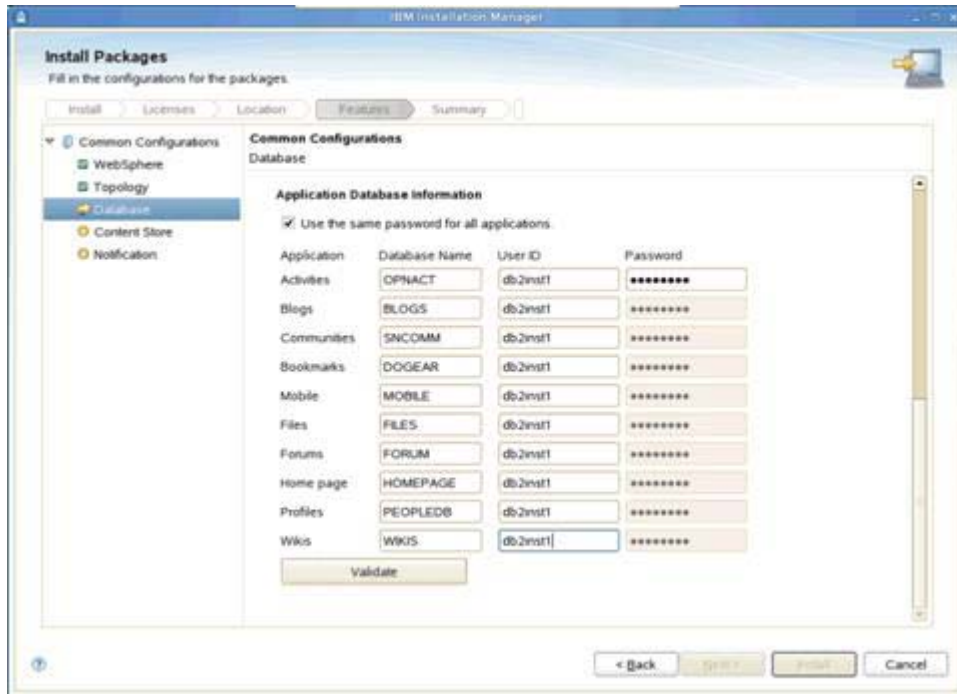 IBM Installation Manager
Install Packages
Fill in the configurations for the packages.
Install Licenses Location Features Summary
Common Configurations
WebSphere
Topology
Database
Content Store
Notification
Common Configurations
Database
Application Database Information
Use the same password for all applications
Application Database Name User ID Password
Activities OPNACT db2inst1 ●●●●●●●●
Blogs BLOGS db2inst1 ●●●●●●●●
Communities SNCOMM db2inst1 ●●●●●●●●
Bookmarks DOGEAR db2inst1 ●●●●●●●●
Mobile MOBILE db2inst1 ●●●●●●●●
Files FILES db2inst1 ●●●●●●●●
Forums FORUM db2inst1 ●●●●●●●●
Home page HOMEPAGE db2inst1 ●●●●●●●●
Profiles PEOPLEDB db2inst1 ●●●●●●●●
Wikis WIKIS db2inst1 ●●●●●●●●
Validate
< Back Next > Install Cancel